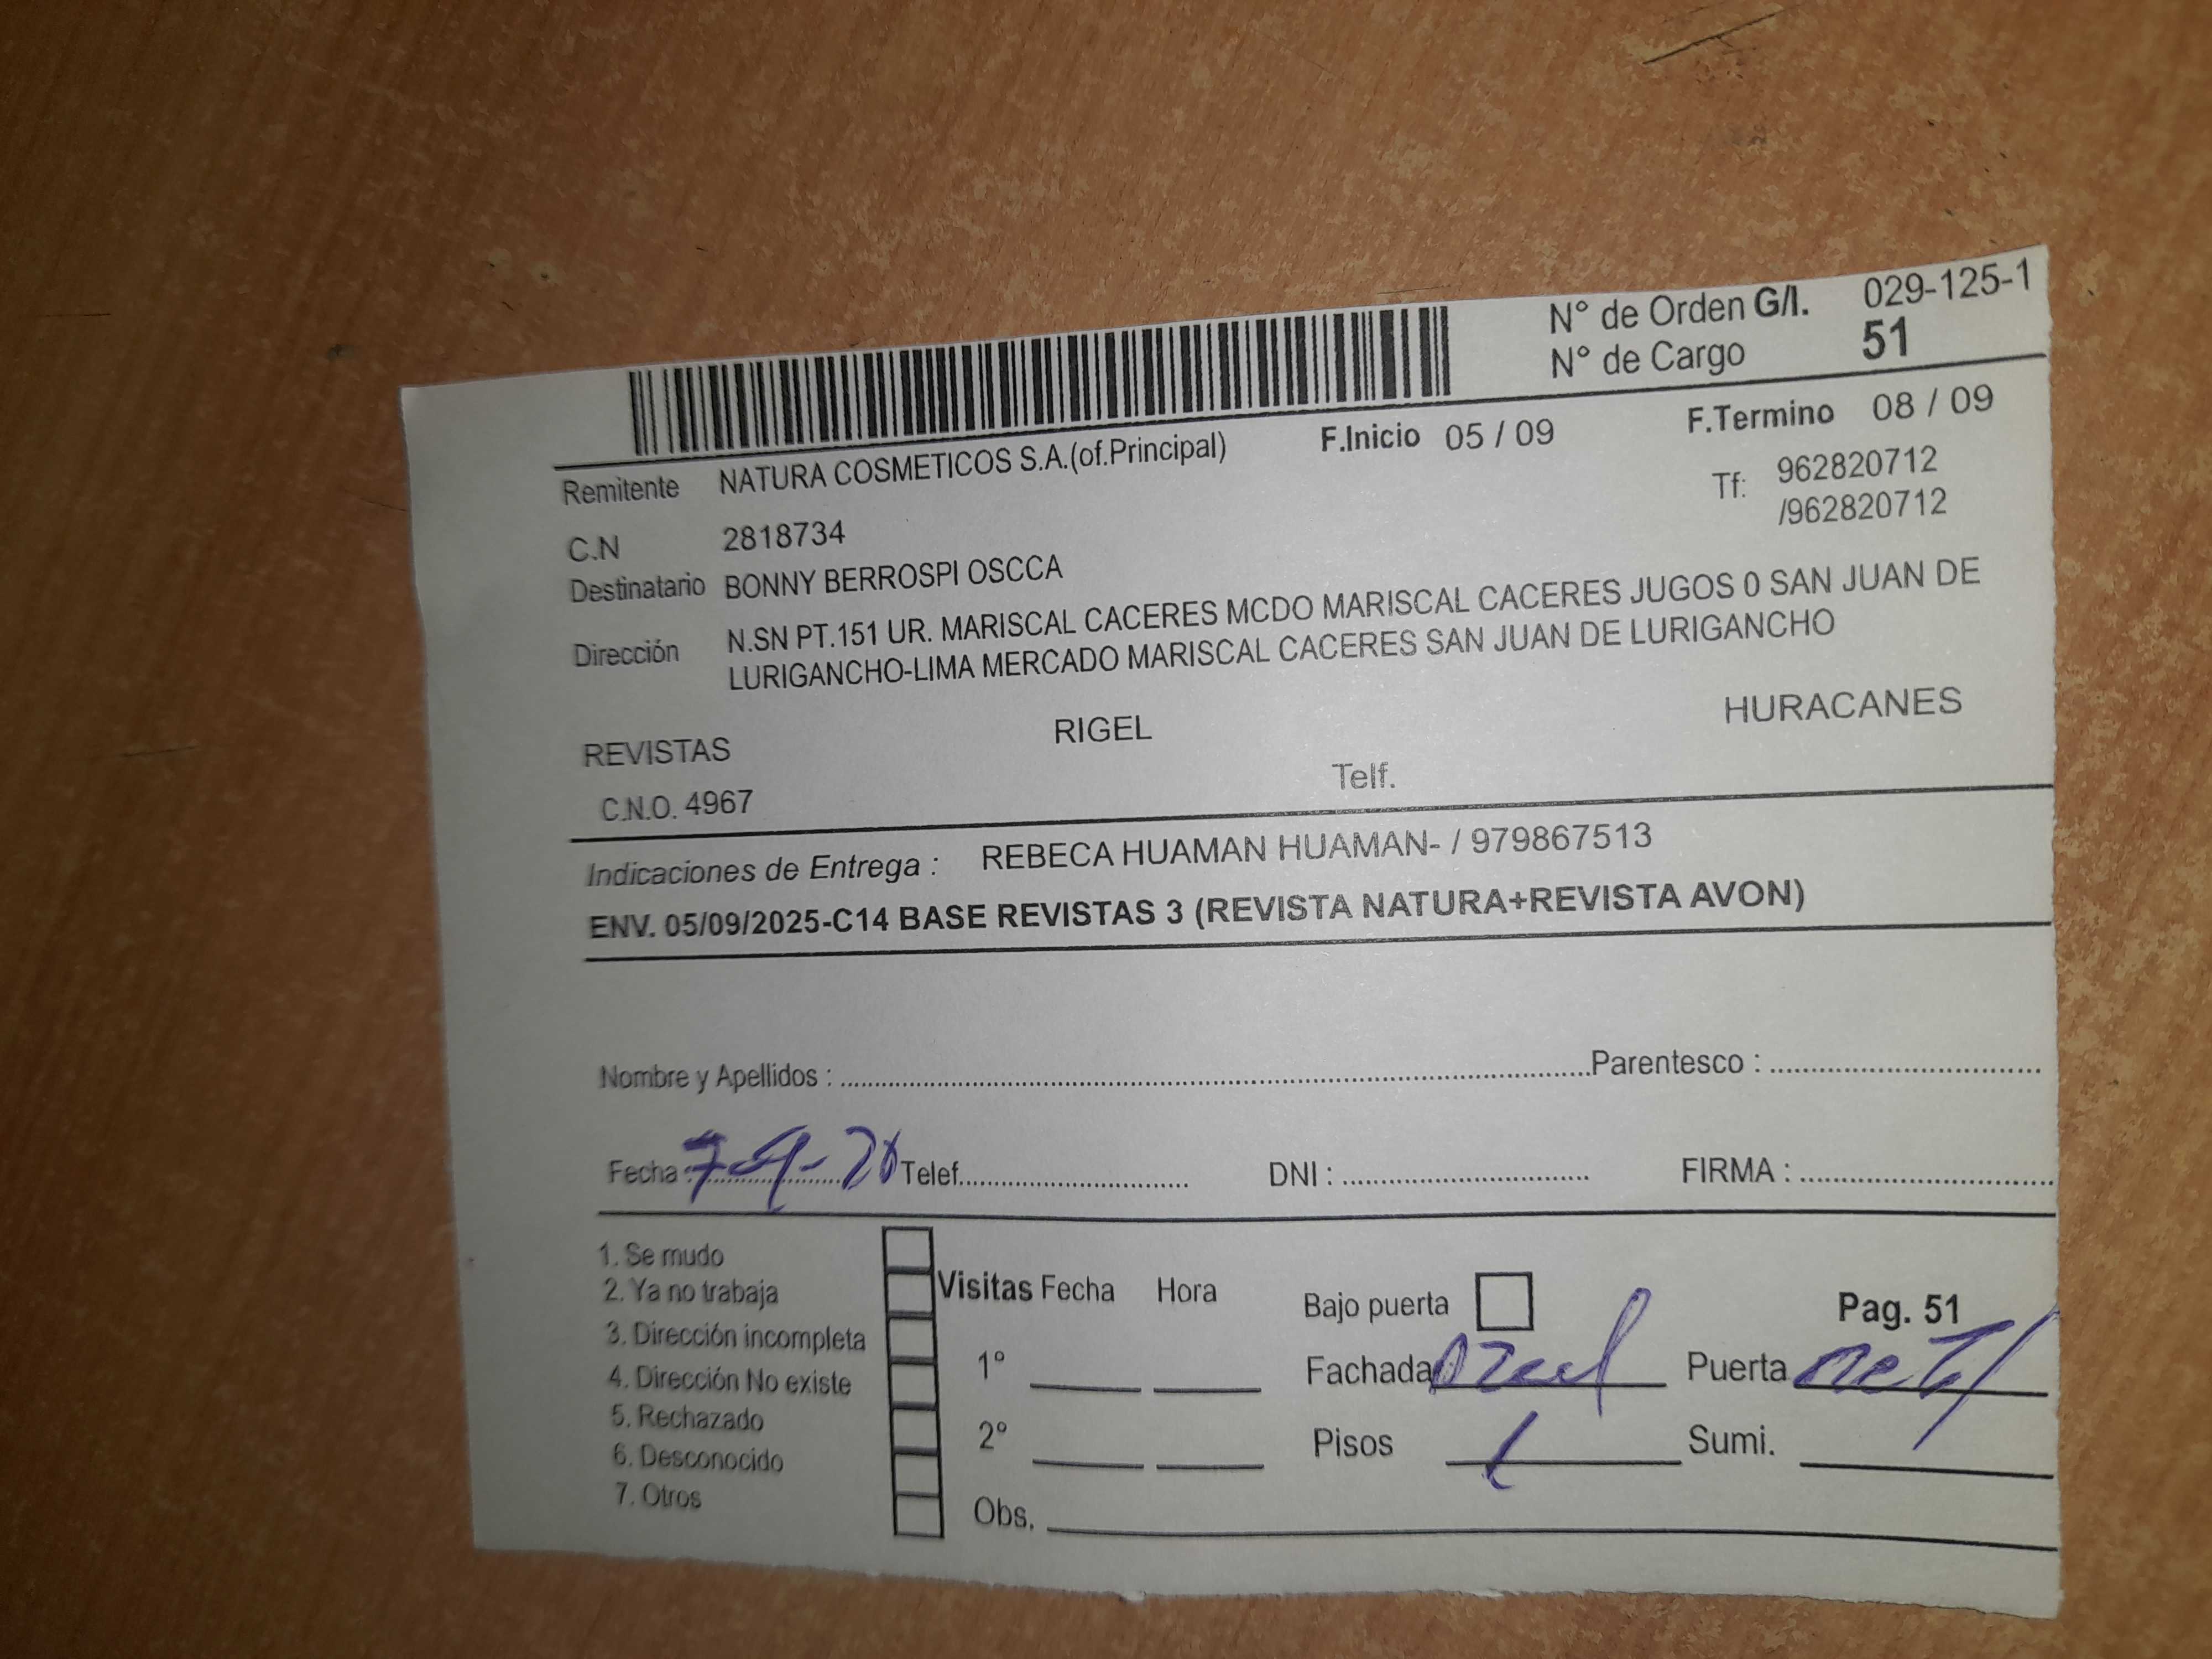 N° de Orden G/I. 029-125-1
N° de Cargo 51
F.Inicio 05 / 09 F.Termino 08 / 09
Remitente NATURA COSMETICOS S.A.(of.Principal) Tf: 962820712
/962820712
C.N 2818734
Destinatario BONNY BERROSPI OSCCA
Dirección N.SN PT.151 UR. MARISCAL CACERES MCDO MARISCAL CACERES JUGOS 0 SAN JUAN DE
LURIGANCHO-LIMA MERCADO MARISCAL CACERES SAN JUAN DE LURIGANCHO
REVISTAS RIGEL HURACANES
C.N.O. 4967 Telf.
Indicaciones de Entrega : REBECA HUAMAN HUAMAN- / 979867513
ENV. 05/09/2025-C14 BASE REVISTAS 3 (REVISTA NATURA+REVISTA AVON)
Nombre y Apellidos : Parentesco :
Fecha : 7-9- Telef. DNI : FIRMA :
1. Se mudo
2. Ya no trabaja Visitas Fecha Hora Bajo puerta Pag. 51
3. Dirección incompleta
4. Dirección No existe 1° Fachada Puerta
5. Rechazado
6. Desconocido 2° Pisos 1 Sumi.
7. Otros
Obs.